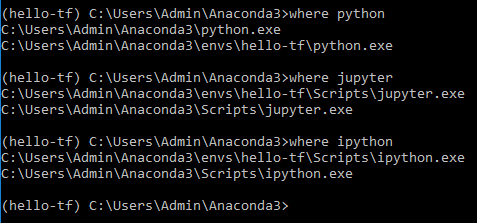 (hello-tf) C:\Users\Admin\Anaconda3>where python
C:\Users\Admin\Anaconda3\python.exe
C:\Users\Admin\Anaconda3\envs\hello-tf\python.exe
(hello-tf) C:\Users\Admin\Anaconda3>where jupyter
C:\Users\Admin\Anaconda3\envs\hello-tf\Scripts\jupyter.exe
C:\Users\Admin\Anaconda3\Scripts\jupyter.exe
(hello-tf) C:\Users\Admin\Anaconda3>where ipython
C:\Users\Admin\Anaconda3\envs\hello-tf\Scripts\ipython.exe
C:\Users\Admin\Anaconda3\Scripts\ipython.exe
(hello-tf) C:\Users\Admin\Anaconda3>